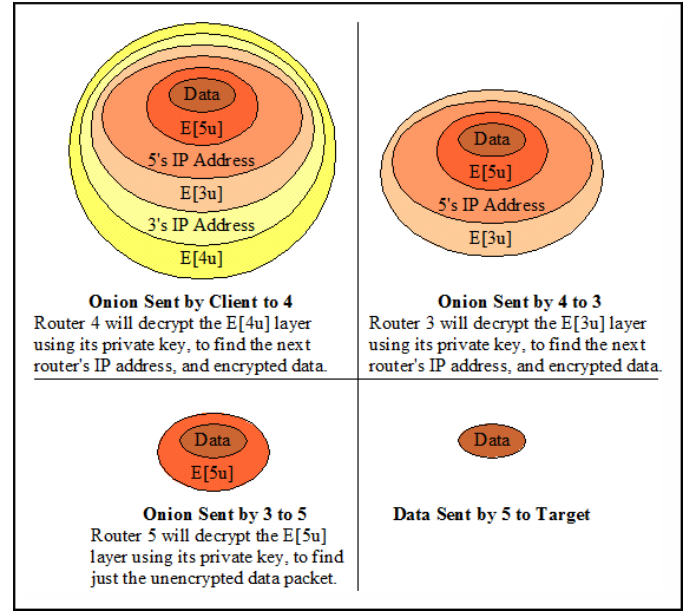 Data
E[5u]
5's IP Address
E[3u]
3's IP Address
E[4u]
Onion Sent by Client to 4
Router 4 will decrypt the E[4u] layer
using its private key, to find the next
router's IP address, and encrypted data.
Data
E[5u]
5's IP Address
E[3u]
Onion Sent by 4 to 3
Router 3 will decrypt the E[3u] layer
using its private key, to find the next
router's IP address, and encrypted data.
Data
E[5u]
Onion Sent by 3 to 5
Router 5 will decrypt the E[5u]
layer using its private key, to find
just the unencrypted data packet.
Data
Data Sent by 5 to Target